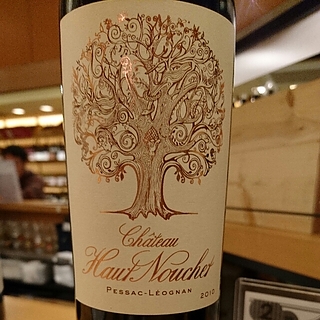 Château
Haut Nouchet
PESSAC-LÉOGNAN 2010